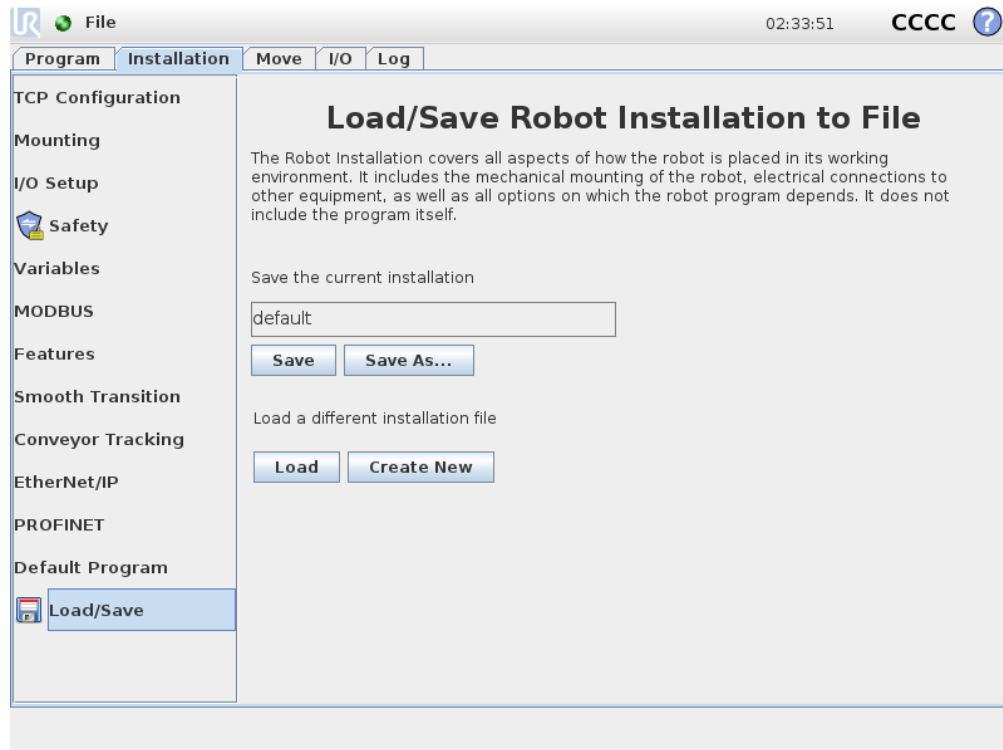 UR File 02:33:51 CCCC ?
Program Installation Move I/O Log
TCP Configuration
Mounting
I/O Setup
Safety
Variables
MODBUS
Features
Smooth Transition
Conveyor Tracking
EtherNet/IP
PROFINET
Default Program
Load/Save
Load/Save Robot Installation to File
The Robot Installation covers all aspects of how the robot is placed in its working
environment. It includes the mechanical mounting of the robot, electrical connections to
other equipment, as well as all options on which the robot program depends. It does not
include the program itself.
Save the current installation
default
Save Save As...
Load a different installation file
Load Create New